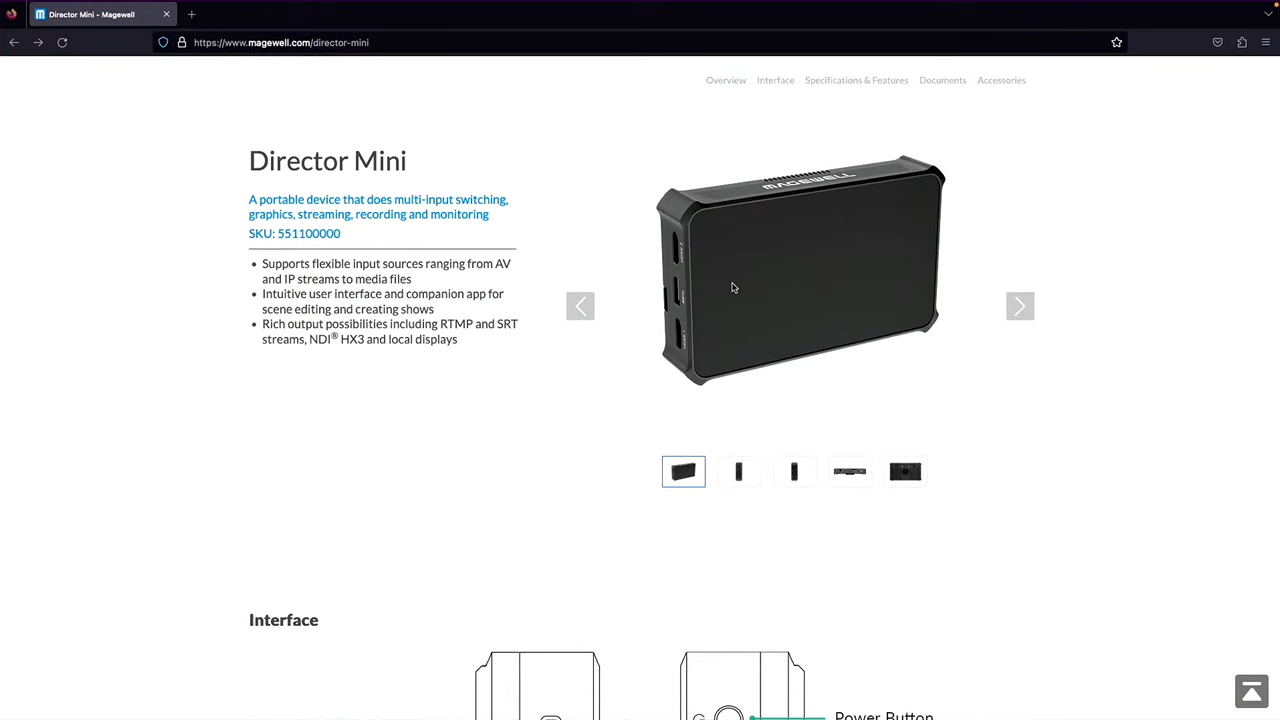 Director Mini - Magewell
https://www.magewell.com/director-mini
Overview Interface Specifications & Features Documents Accessories
Director Mini
A portable device that does multi-input switching,
graphics, streaming, recording and monitoring
SKU: 551100000
• Supports flexible input sources ranging from AV
and IP streams to media files
• Intuitive user interface and companion app for
scene editing and creating shows
• Rich output possibilities including RTMP and SRT
streams, NDI® HX3 and local displays
MAGEWELL
Interface
Power Button